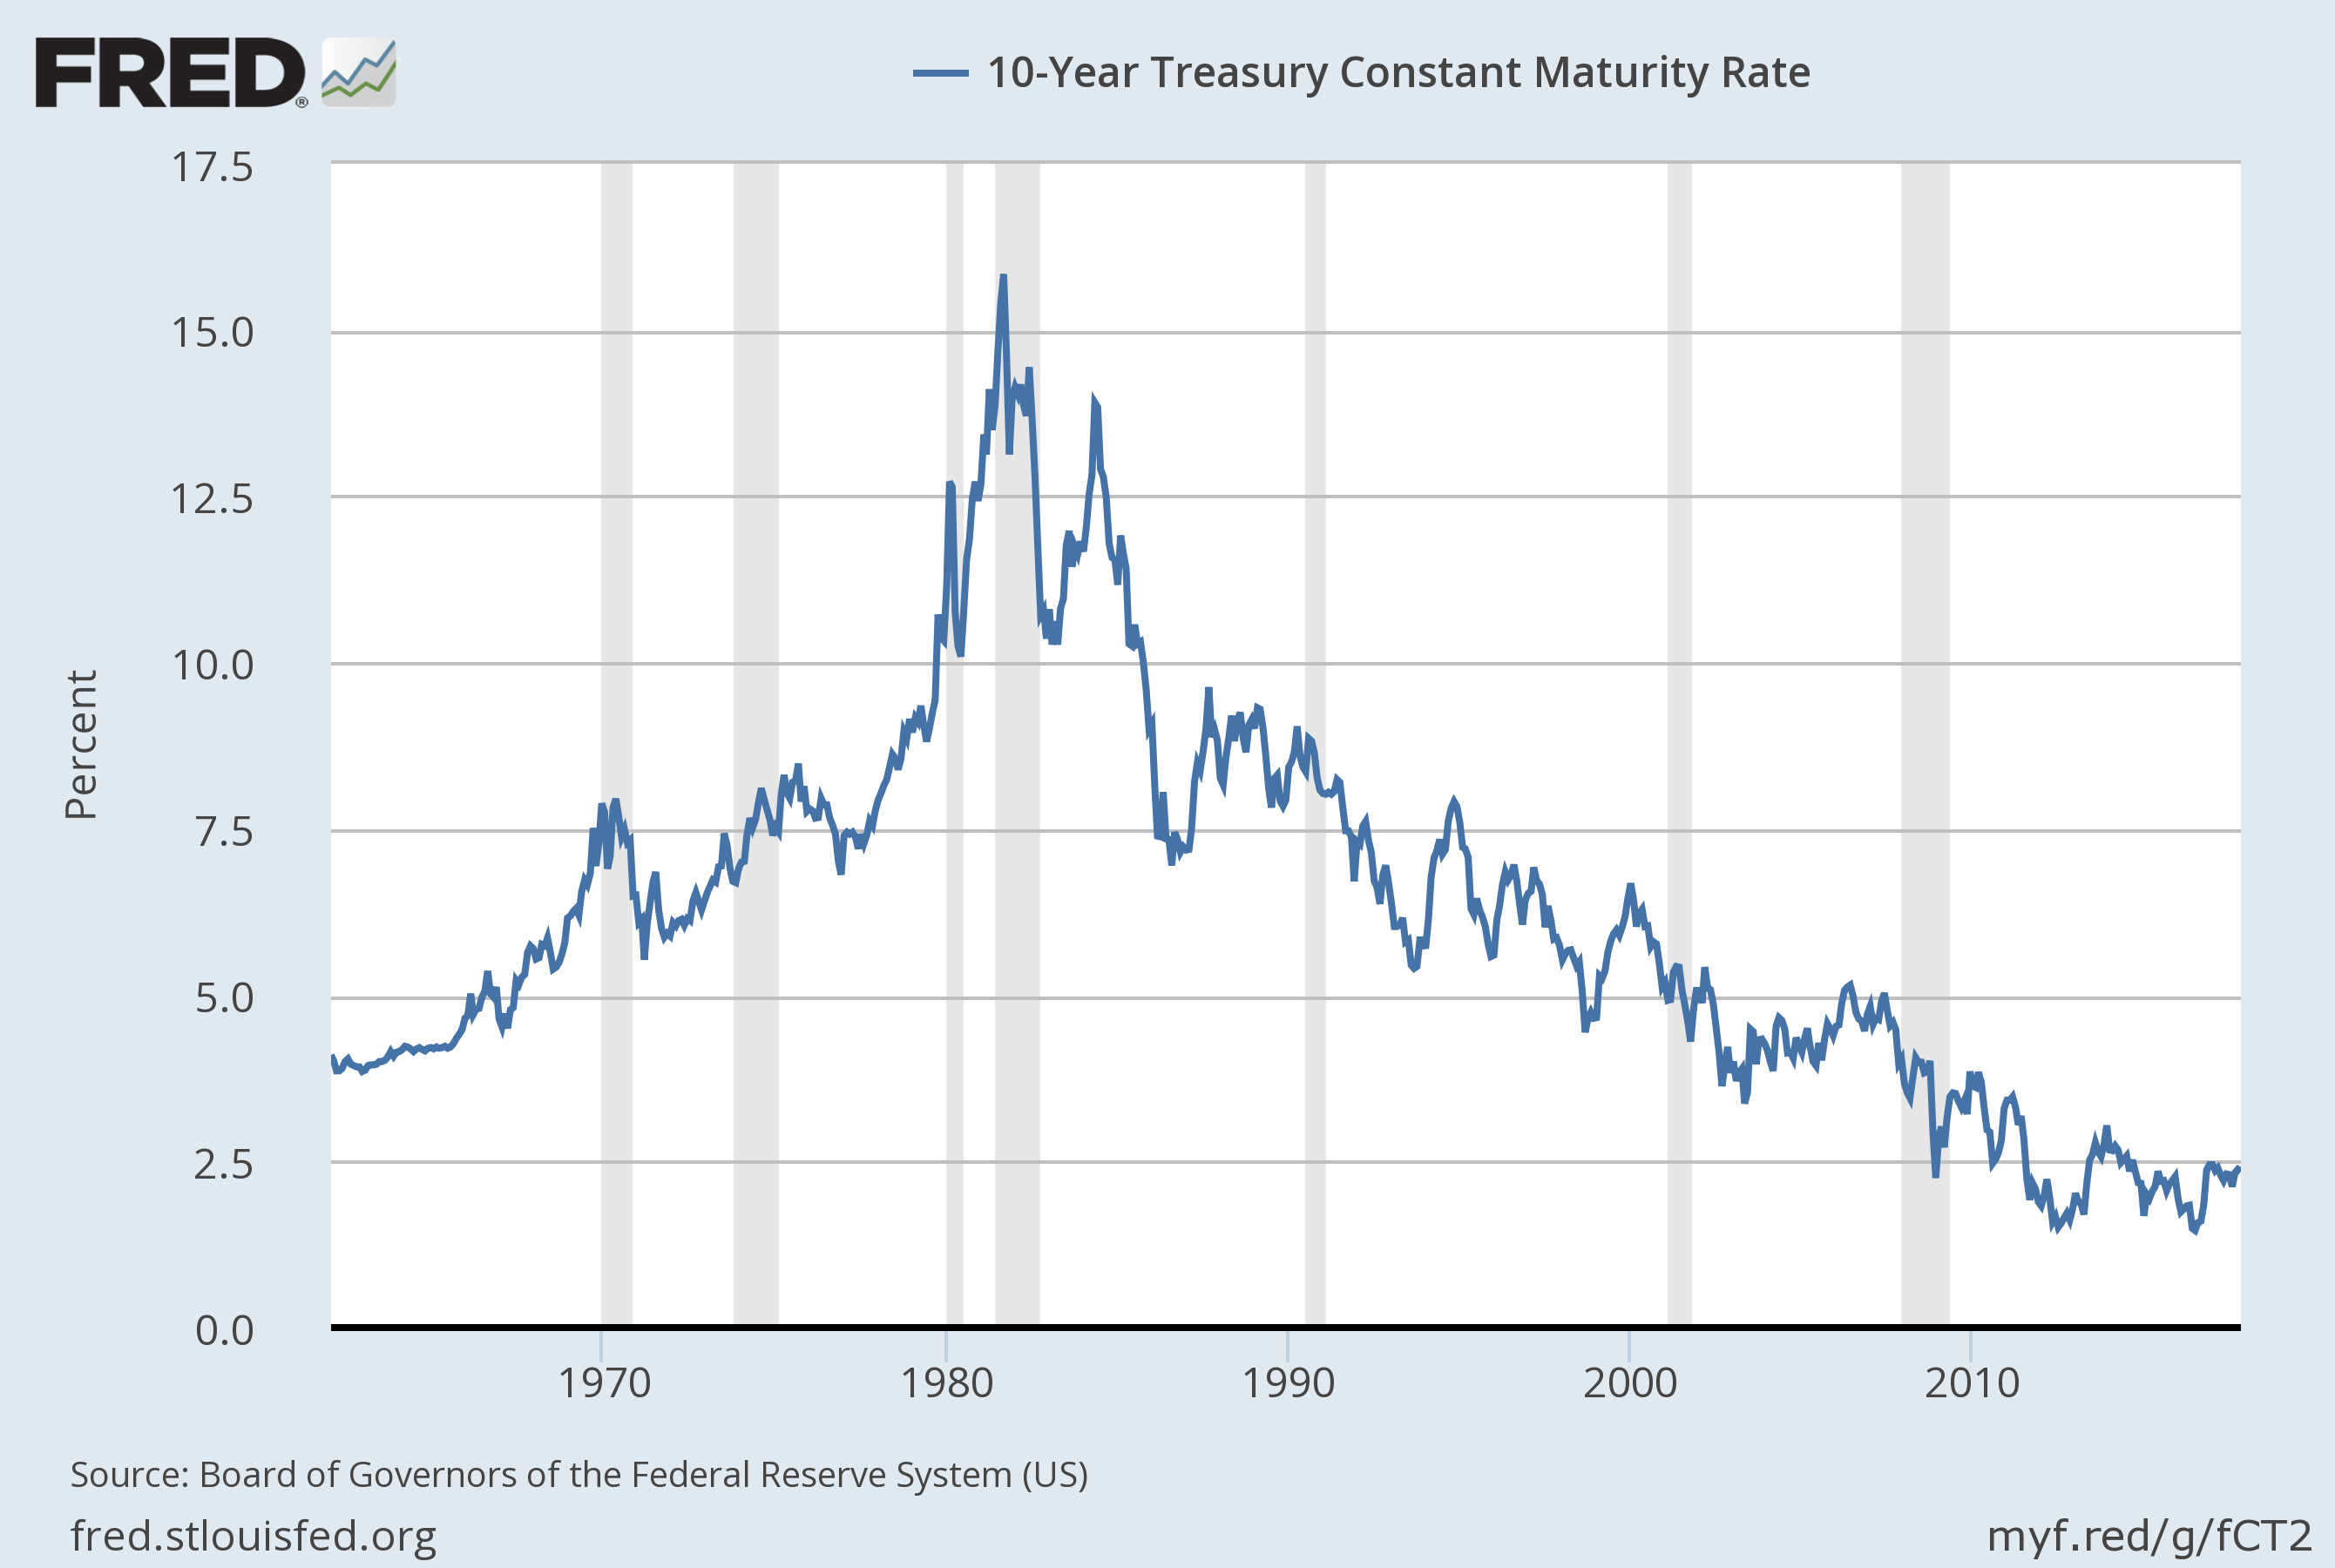 FRED®
10-Year Treasury Constant Maturity Rate
17.5
15.0
12.5
10.0
7.5
5.0
2.5
0.0
Percent
1970 1980 1990 2000 2010
Source: Board of Governors of the Federal Reserve System (US)
fred.stlouisfed.org myf.red/g/fCT2